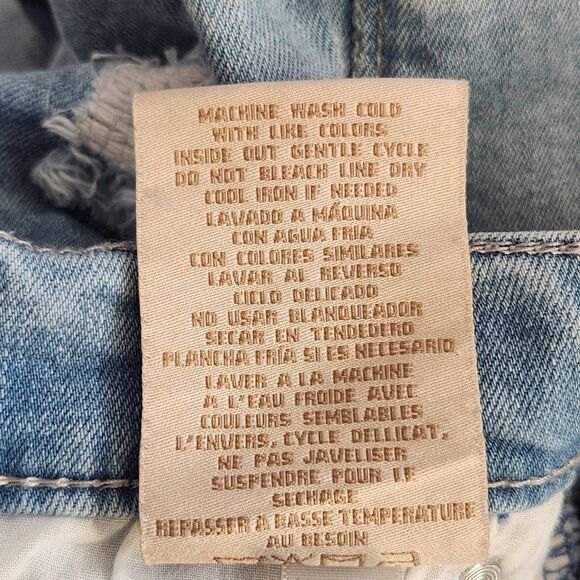 MACHINE WASH COLD
WITH LIKE COLORS
INSIDE OUT GENTLE CYCLE
DO NOT BLEACH LINE DRY
COOL IRON IF NEEDED
LAVADO A MÁQUINA
CON AGUA FRIA
CON COLORES SIMILARES
LAVAR AL REVERSO
CICLO DELICADO
NO USAR BLANQUEADOR
SECAR EN TENDEDERO
PLANCHA FRÍA SI ES NECESARIO
LAVER A LA MACHINE
A L'EAU FROIDE AVEC
COULEURS SEMBLABLES
L'ENVERS, CYCLE DELLICAT,
NE PAS JAVELISER
SUSPENDRE POUR LE
SECHAGE
REPASSER A BASSE TEMPERATURE
AU BESOIN